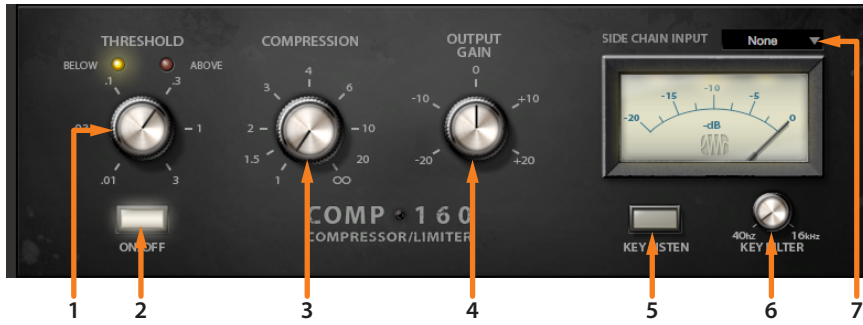 THRESHOLD
BELOW
ABOVE
.1
.3
1
.01
3
ON/OFF
COMPRESSION
4
3
6
2
10
1.5
20
1
∞
OUTPUT
GAIN
0
-10
+10
-20
+20
SIDE CHAIN INPUT
None
-20
-15
-10
-5
0
-dB
COMP 160
COMPRESSOR/LIMITER
KEY LISTEN
40hz
16kHz
KEY FILTER
1
2
3
4
5
6
7